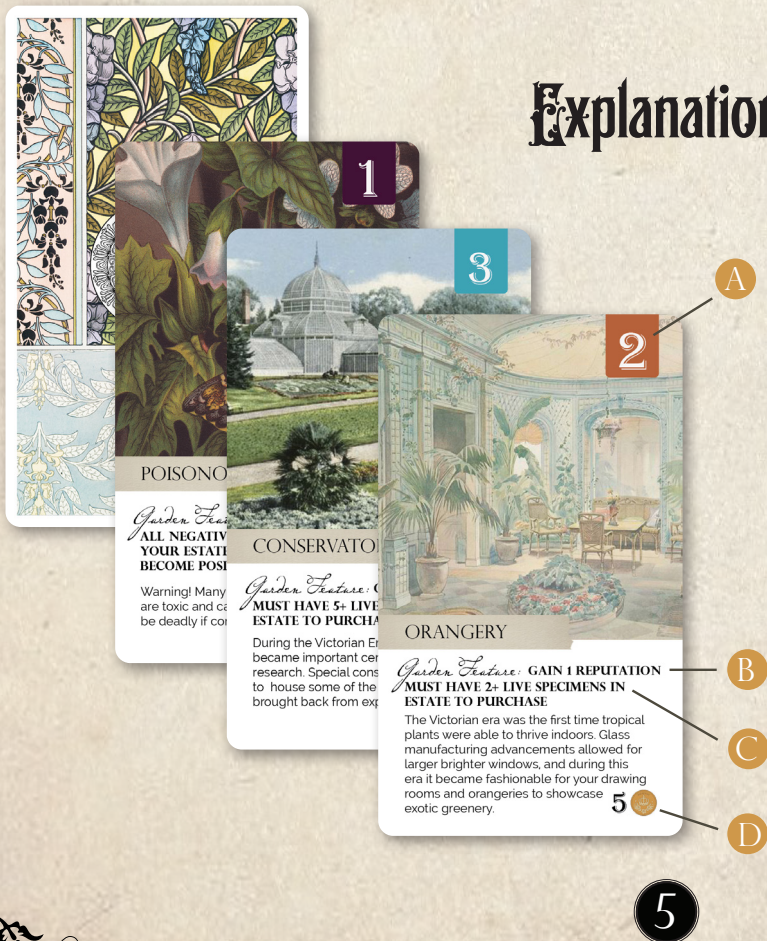 Explanation
1
3
A
2
POISONO
Garden Feat
ALL NEGATIV
YOUR ESTATE
BECOME POSI
Warning! Many
are toxic and ca
be deadly if con
CONSERVATO
Garden Feature: G
MUST HAVE 5+ LIVE
ESTATE TO PURCHA
During the Victorian Er
became important cen
research. Special cons
to house some of the
brought back from exp
ORANGERY
Garden Feature: GAIN 1 REPUTATION
B
MUST HAVE 2+ LIVE SPECIMENS IN
ESTATE TO PURCHASE
C
The Victorian era was the first time tropical
plants were able to thrive indoors. Glass
manufacturing advancements allowed for
larger brighter windows, and during this
era it became fashionable for your drawing
rooms and orangeries to showcase
exotic greenery.
5
D
5